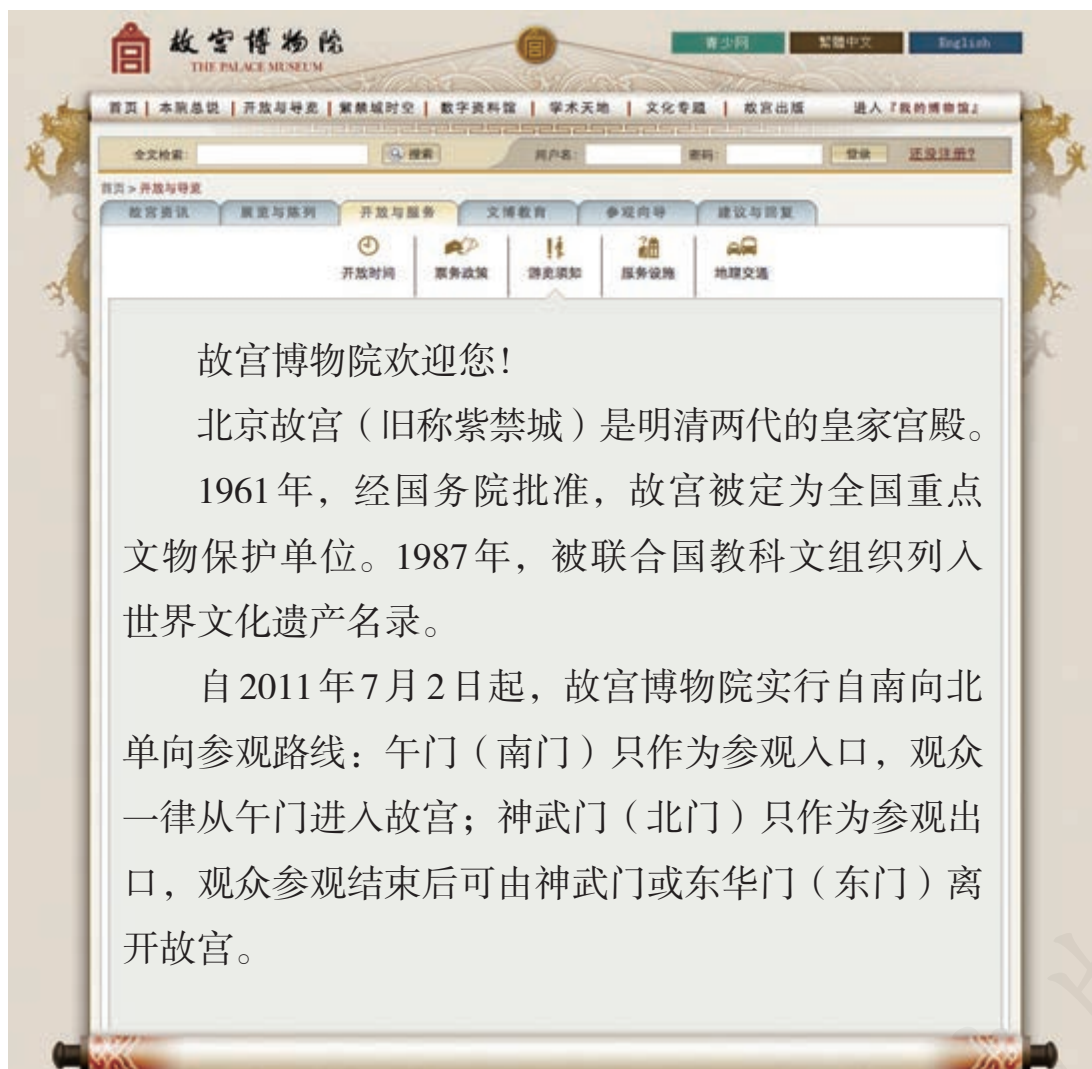 故宫博物院
THE PALACE MUSEUM
青少网 繁體中文 English
首页 | 本院总说 | 开放与导览 | 紫禁城时空 | 数字资料馆 | 学术天地 | 文化专题 | 故宫出版 进入『我的博物馆』
全文检索: 搜索 用户名: 密码: 登录 还没注册?
首页 > 开放与导览
故宫资讯 展览与陈列 开放与服务 文博教育 参观向导 建议与回复
开放时间 票务政策 游览须知 服务设施 地理交通
故宫博物院欢迎您!
北京故宫(旧称紫禁城)是明清两代的皇家宫殿。
1961年,经国务院批准,故宫被定为全国重点
文物保护单位。1987年,被联合国教科文组织列入
世界文化遗产名录。
自2011年7月2日起,故宫博物院实行自南向北
单向参观路线:午门(南门)只作为参观入口,观众
一律从午门进入故宫;神武门(北门)只作为参观出
口,观众参观结束后可由神武门或东华门(东门)离
开故宫。